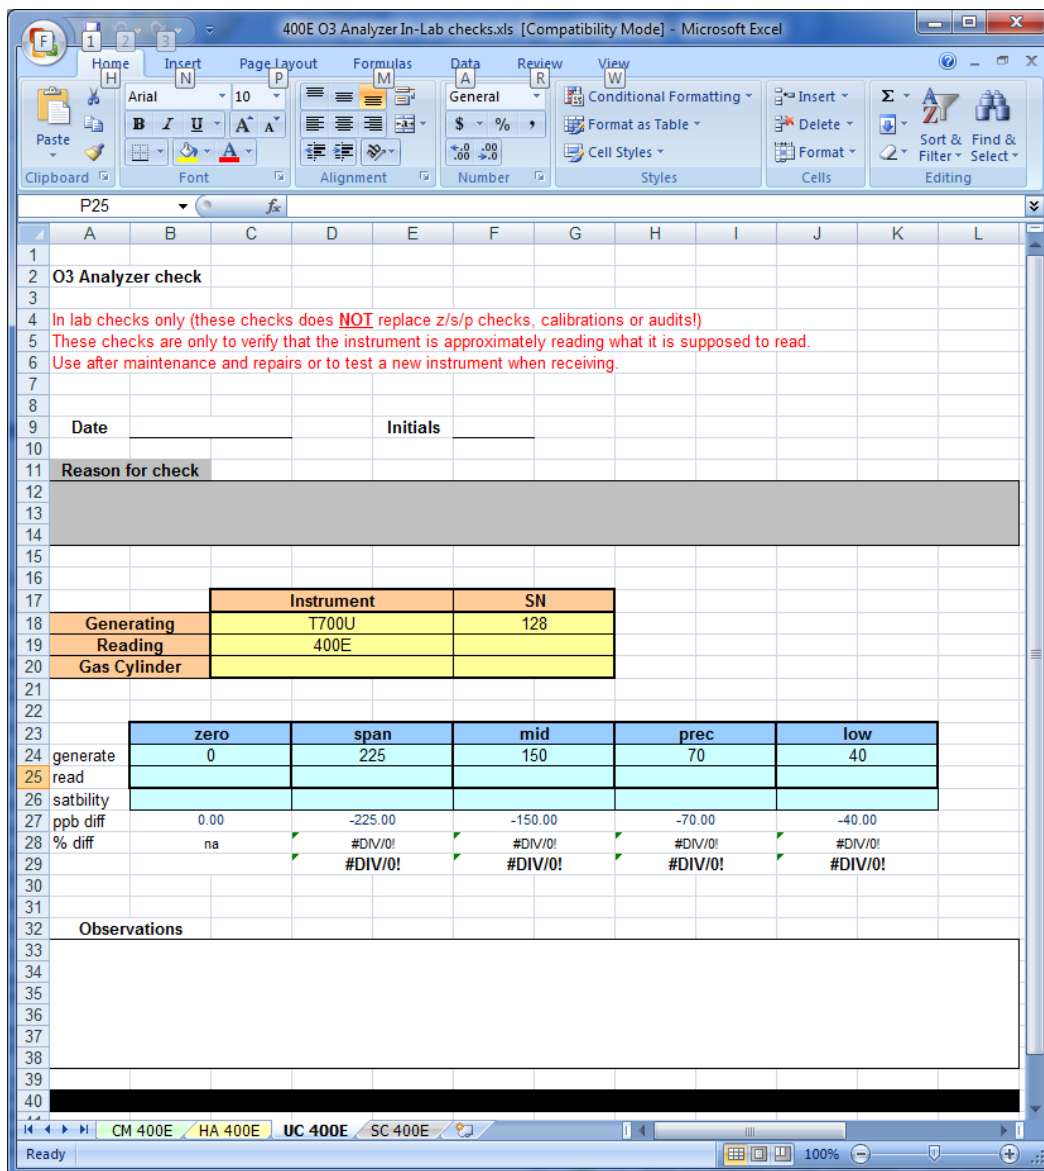 400E O3 Analyzer In-Lab checks.xls [Compatibility Mode] - Microsoft Excel
F 1 2 3
Home Insert Page Layout Formulas Data Review View
H N P M A R W
Arial 10 General Conditional Formatting Insert Σ
Paste B I U A A $ % , Format as Table Delete Sort & Find &
A .00 .00 Cell Styles Format Filter Select
Clipboard Font Alignment Number Styles Cells Editing
P25 fx
A B C D E F G H I J K L
1
2 O3 Analyzer check
3
4 In lab checks only (these checks does NOT replace z/s/p checks, calibrations or audits!)
5 These checks are only to verify that the instrument is approximately reading what it is supposed to read.
6 Use after maintenance and repairs or to test a new instrument when receiving.
7
8
9 Date Initials
10
11 Reason for check
12
13
14
15
16
17 Instrument SN
18 Generating T700U 128
19 Reading 400E
20 Gas Cylinder
21
22
23 zero span mid prec low
24 generate 0 225 150 70 40
25 read
26 satbility
27 ppb diff 0.00 -225.00 -150.00 -70.00 -40.00
28 % diff na #DIV/0! #DIV/0! #DIV/0! #DIV/0!
29 #DIV/0! #DIV/0! #DIV/0! #DIV/0!
30
31
32 Observations
33
34
35
36
37
38
39
40
CM 400E HA 400E UC 400E SC 400E
Ready 100%